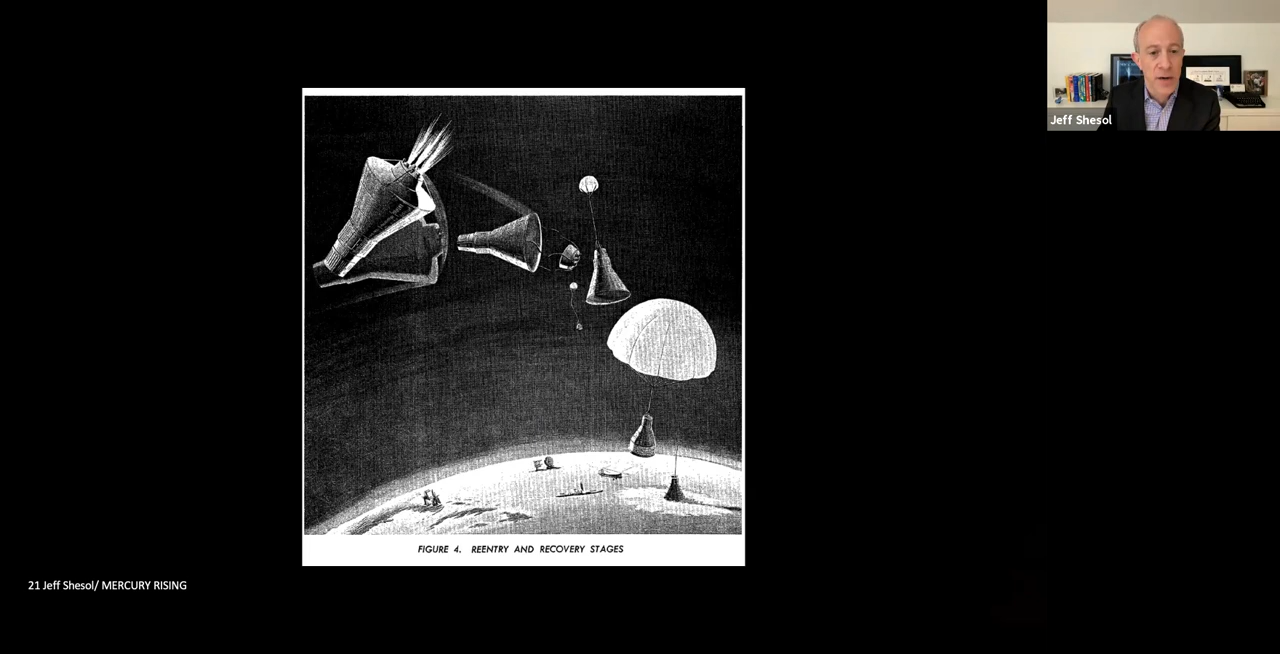 Jeff Shesol
FIGURE 4. REENTRY AND RECOVERY STAGES
21 Jeff Shesol/ MERCURY RISING